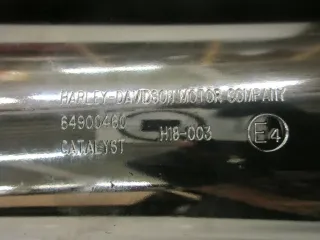 HARLEY-DAVIDSON MOTOR COMPANY
64900460 H18-003 E4
CATALYST